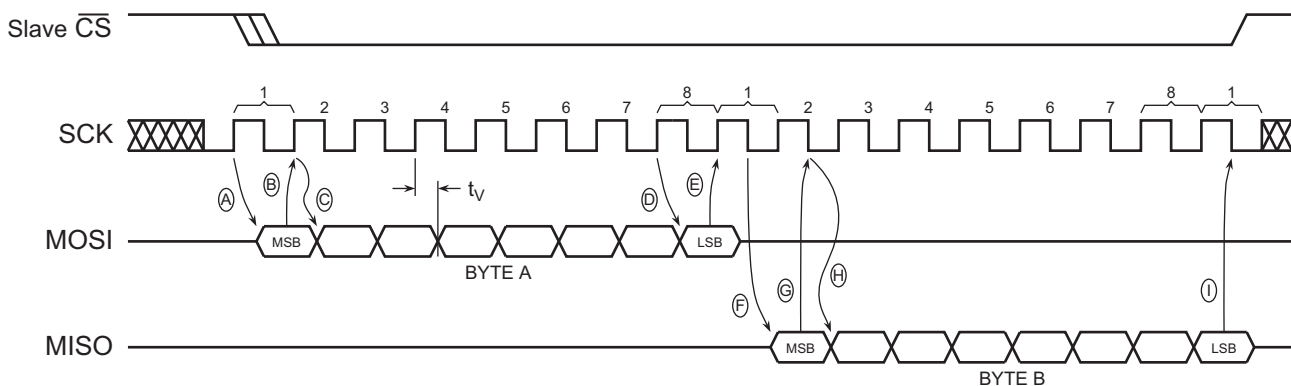 Slave C̅S̅
1 2 3 4 5 6 7 8 1 2 3 4 5 6 7 8 1
SCK
A B C tV D E
MOSI MSB LSB
BYTE A
F G H I
MISO MSB LSB
BYTE B